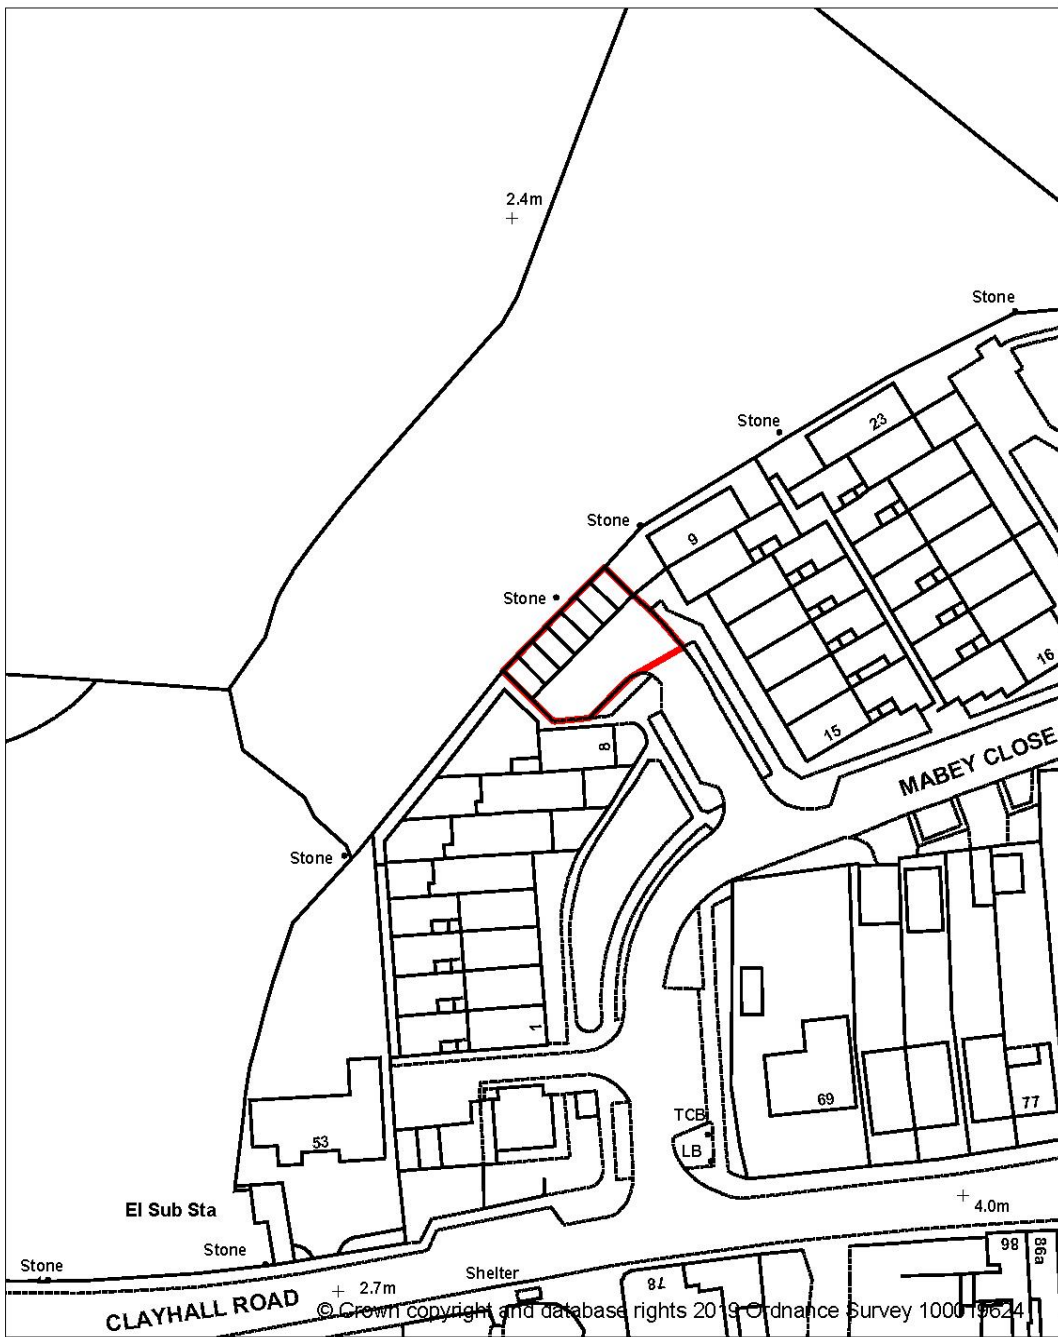 2.4m
Stone
Stone
23
Stone
9
Stone
16
15
8
MABEY CLOSE
Stone
1
TCB
69
77
53
LB
El Sub Sta
4.0m
Stone
86
86a
Stone
Shelter
78
2.7m
CLAYHALL ROAD
© Crown copyright and database rights 2019 Ordnance Survey 100019624